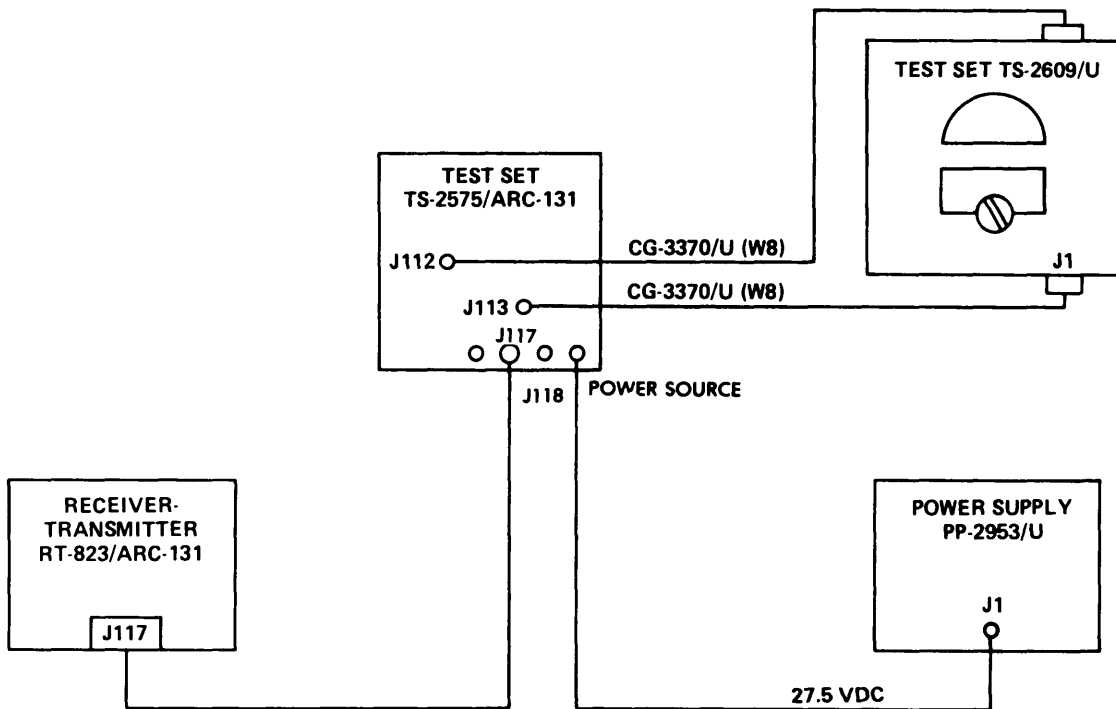 TEST SET TS-2609/U
J1
TEST SET
TS-2575/ARC-131
J112
CG-3370/U (W8)
J113
CG-3370/U (W8)
J117
J118
POWER SOURCE
RECEIVER-
TRANSMITTER
RT-823/ARC-131
J117
POWER SUPPLY
PP-2953/U
J1
27.5 VDC